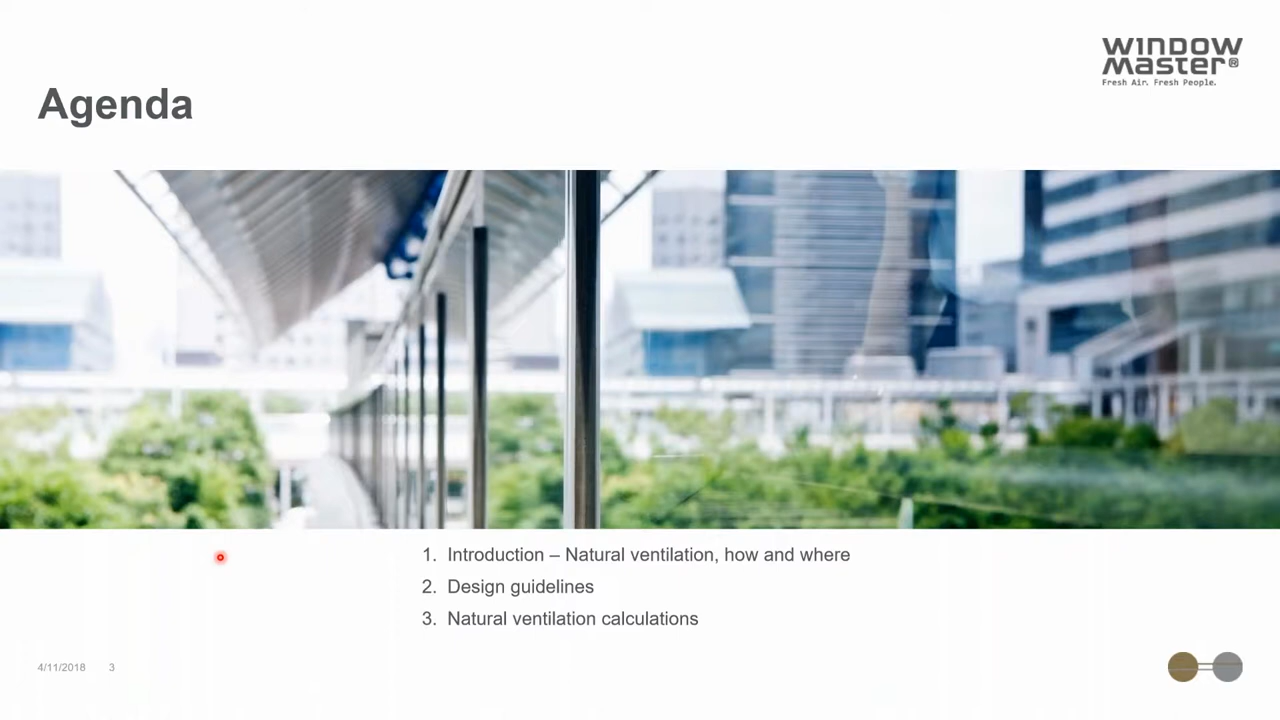 WINDOW
Master®
Fresh Air. Fresh People.
Agenda
1. Introduction – Natural ventilation, how and where
2. Design guidelines
3. Natural ventilation calculations
4/11/2018 3